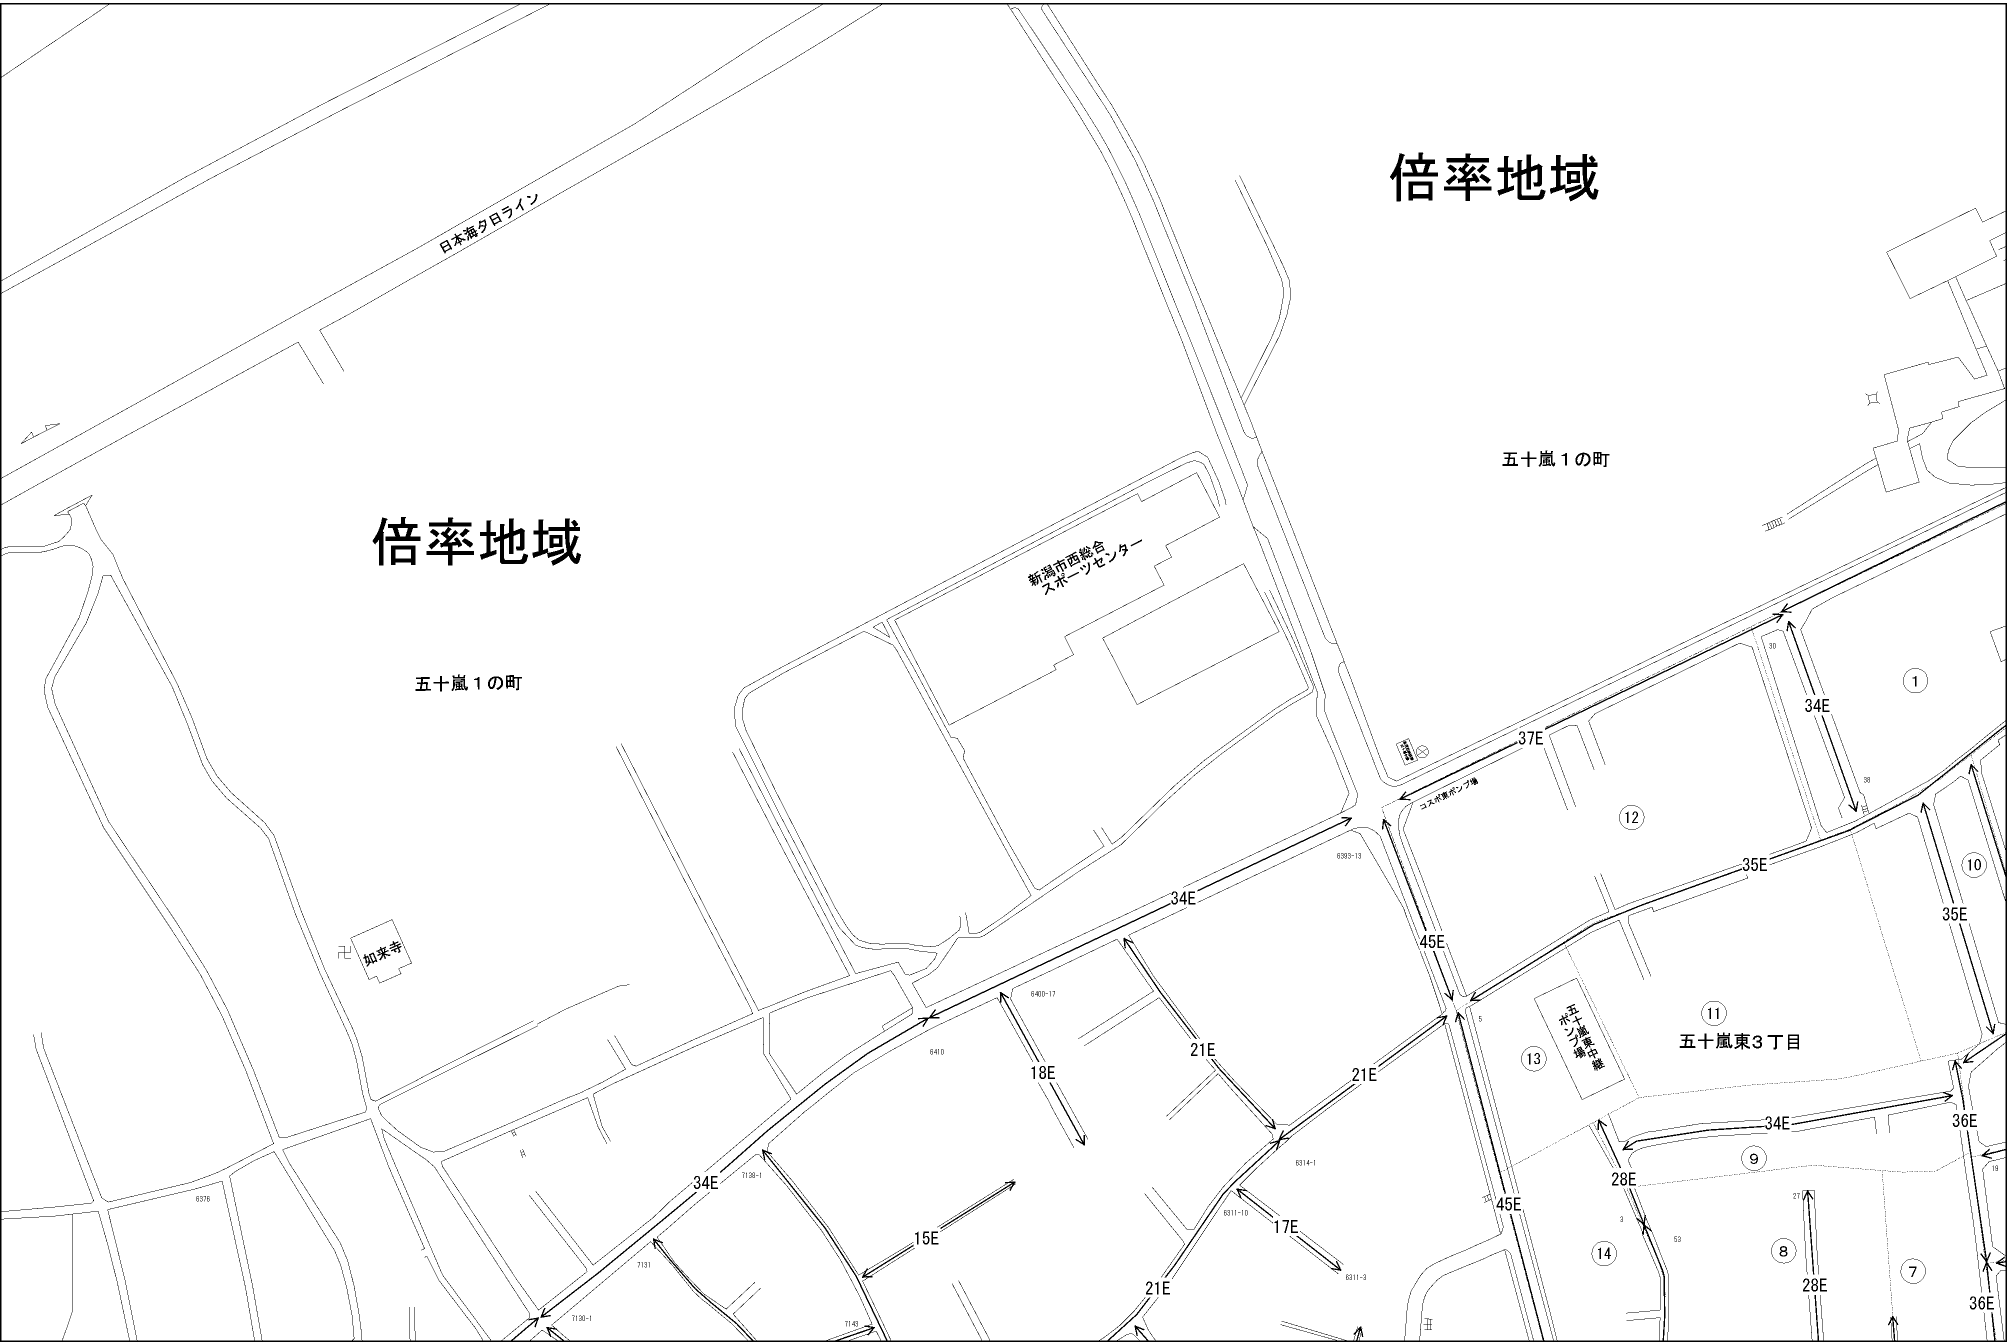 倍率地域
日本海夕日ライン
五十嵐1の町
倍率地域
新潟市西総合
スポーツセンター
五十嵐1の町
30
①
34E
37E
38
コスポ東ポンプ場
⑫
6393-13
35E
⑩
34E
35E
45E
如来寺
6400-17
⑪
5
五十嵐東3丁目
五十嵐東中継
ポンプ場
⑬
6410
21E
18E
21E
36E
34E
⑨
6314-1
19
7138-1
28E
34E
6376
27
45E
6311-10
3
17E
53
15E
⑭
⑧
7131
⑦
6311-3
21E
28E
36E
7130-1
7143